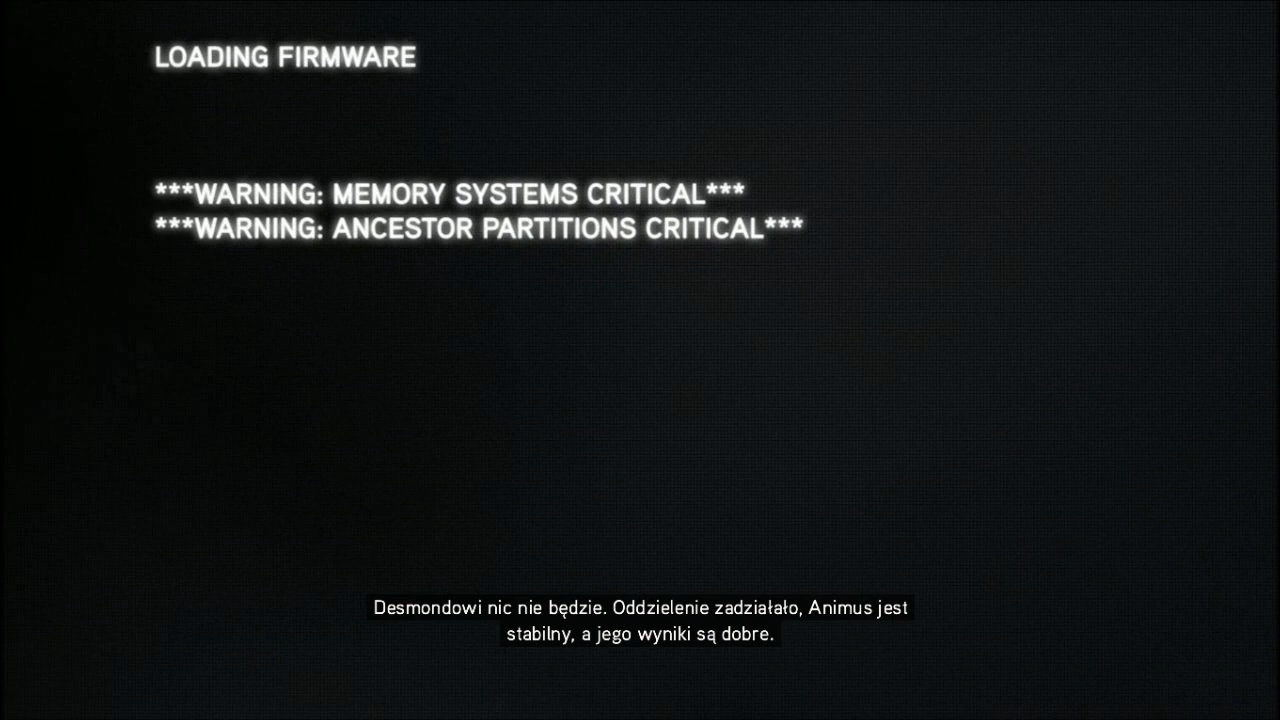 LOADING FIRMWARE
***WARNING: MEMORY SYSTEMS CRITICAL***
***WARNING: ANCESTOR PARTITIONS CRITICAL***
Desmondowi nic nie będzie. Oddzielenie zadziałało, Animus jest
stabilny, a jego wyniki są dobre.